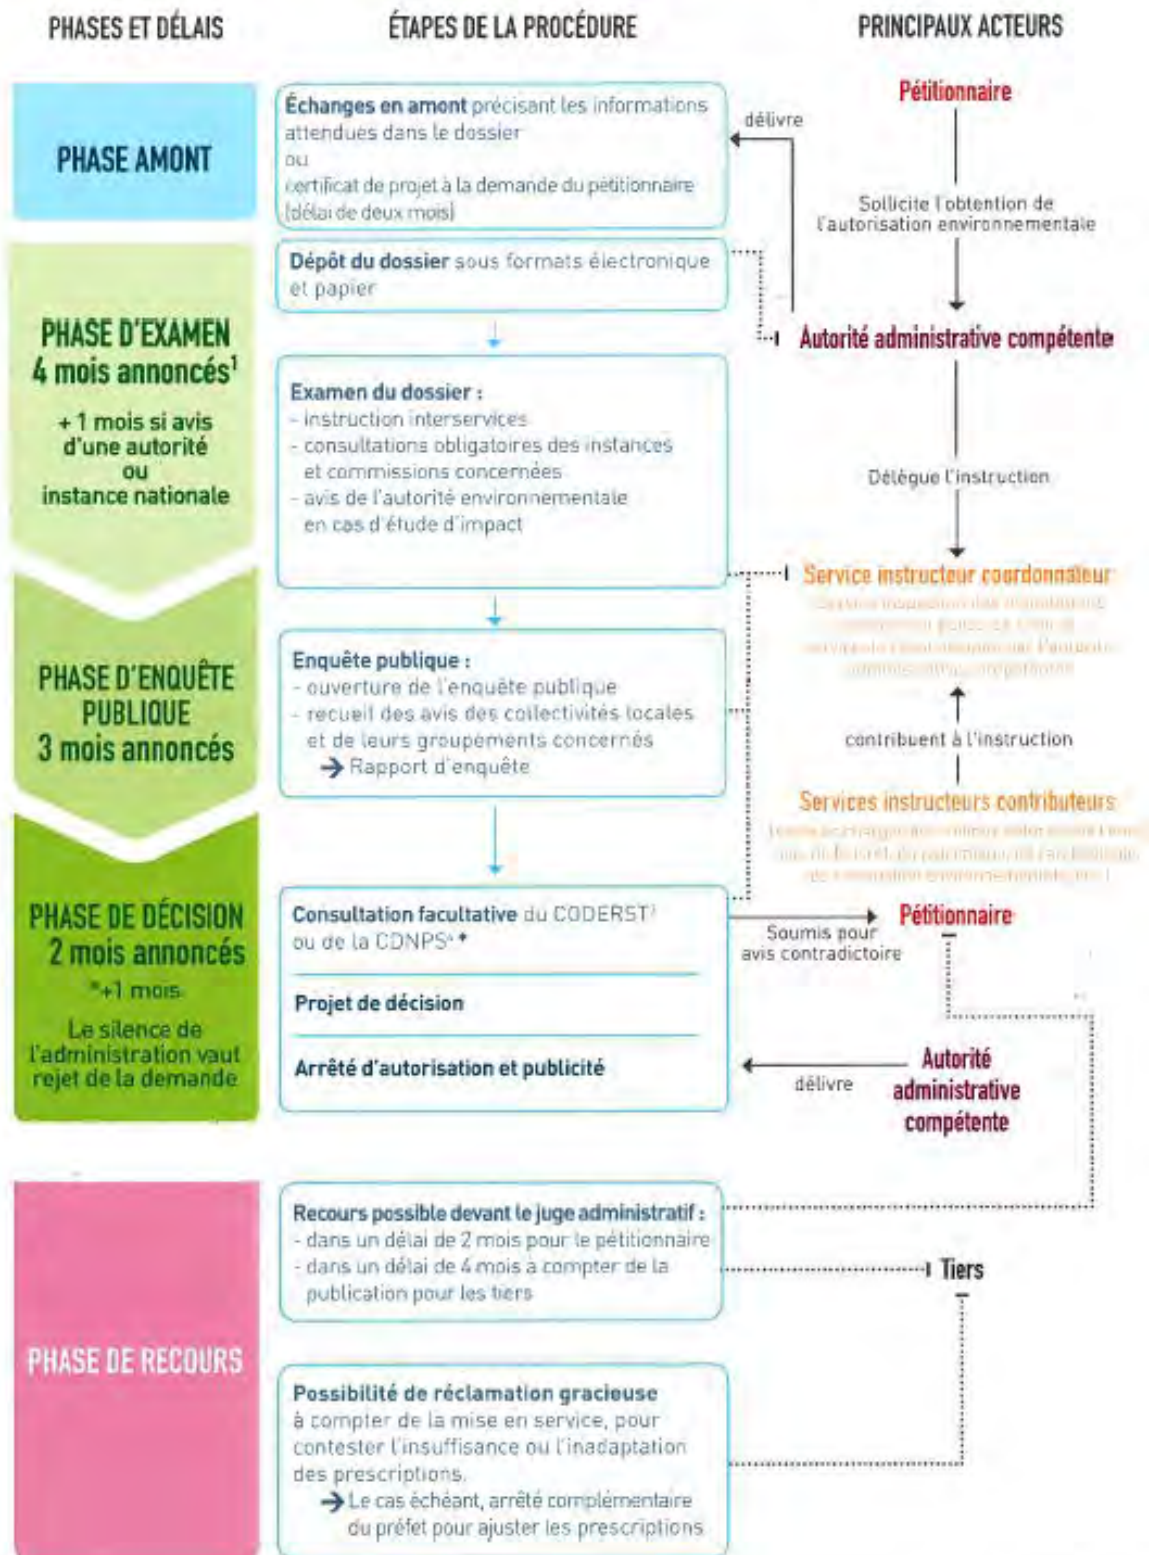 PHASES ET DÉLAIS
ÉTAPES DE LA PROCÉDURE
PRINCIPAUX ACTEURS
PHASE AMONT
Échanges en amont précisant les informations
attendues dans le dossier
ou
certificat de projet à la demande du pétitionnaire
(délai de deux mois)
délivre
Pétitionnaire
Sollicite l'obtention de
l'autorisation environnementale
Dépôt du dossier sous formats électronique
et papier
Autorité administrative compétente
PHASE D'EXAMEN
4 mois annoncés¹
+ 1 mois si avis
d'une autorité
ou
instance nationale
Examen du dossier :
- instruction interservices
- consultations obligatoires des instances
et commissions concernées
- avis de l'autorité environnementale
en cas d'étude d'impact
Délègue l'instruction
Service instructeur coordonnateur
PHASE D'ENQUÊTE
PUBLIQUE
3 mois annoncés
Enquête publique :
- ouverture de l'enquête publique
- recueil des avis des collectivités locales
et de leurs groupements concernés
→ Rapport d'enquête
contribuent à l'instruction
Services instructeurs contributeurs
PHASE DE DÉCISION
2 mois annoncés
*+1 mois
Le silence de
l'administration vaut
rejet de la demande
Consultation facultative du CODERST
ou de la CDNPS *
Projet de décision
Arrêté d'autorisation et publicité
Soumis pour
avis contradictoire
Pétitionnaire
délivre
Autorité
administrative
compétente
PHASE DE RECOURS
Recours possible devant le juge administratif :
- dans un délai de 2 mois pour le pétitionnaire
- dans un délai de 4 mois à compter de la
publication pour les tiers
Tiers
Possibilité de réclamation gracieuse
à compter de la mise en service, pour
contester l'insuffisance ou l'inadaptation
des prescriptions.
→ Le cas échéant, arrêté complémentaire
du préfet pour ajuster les prescriptions